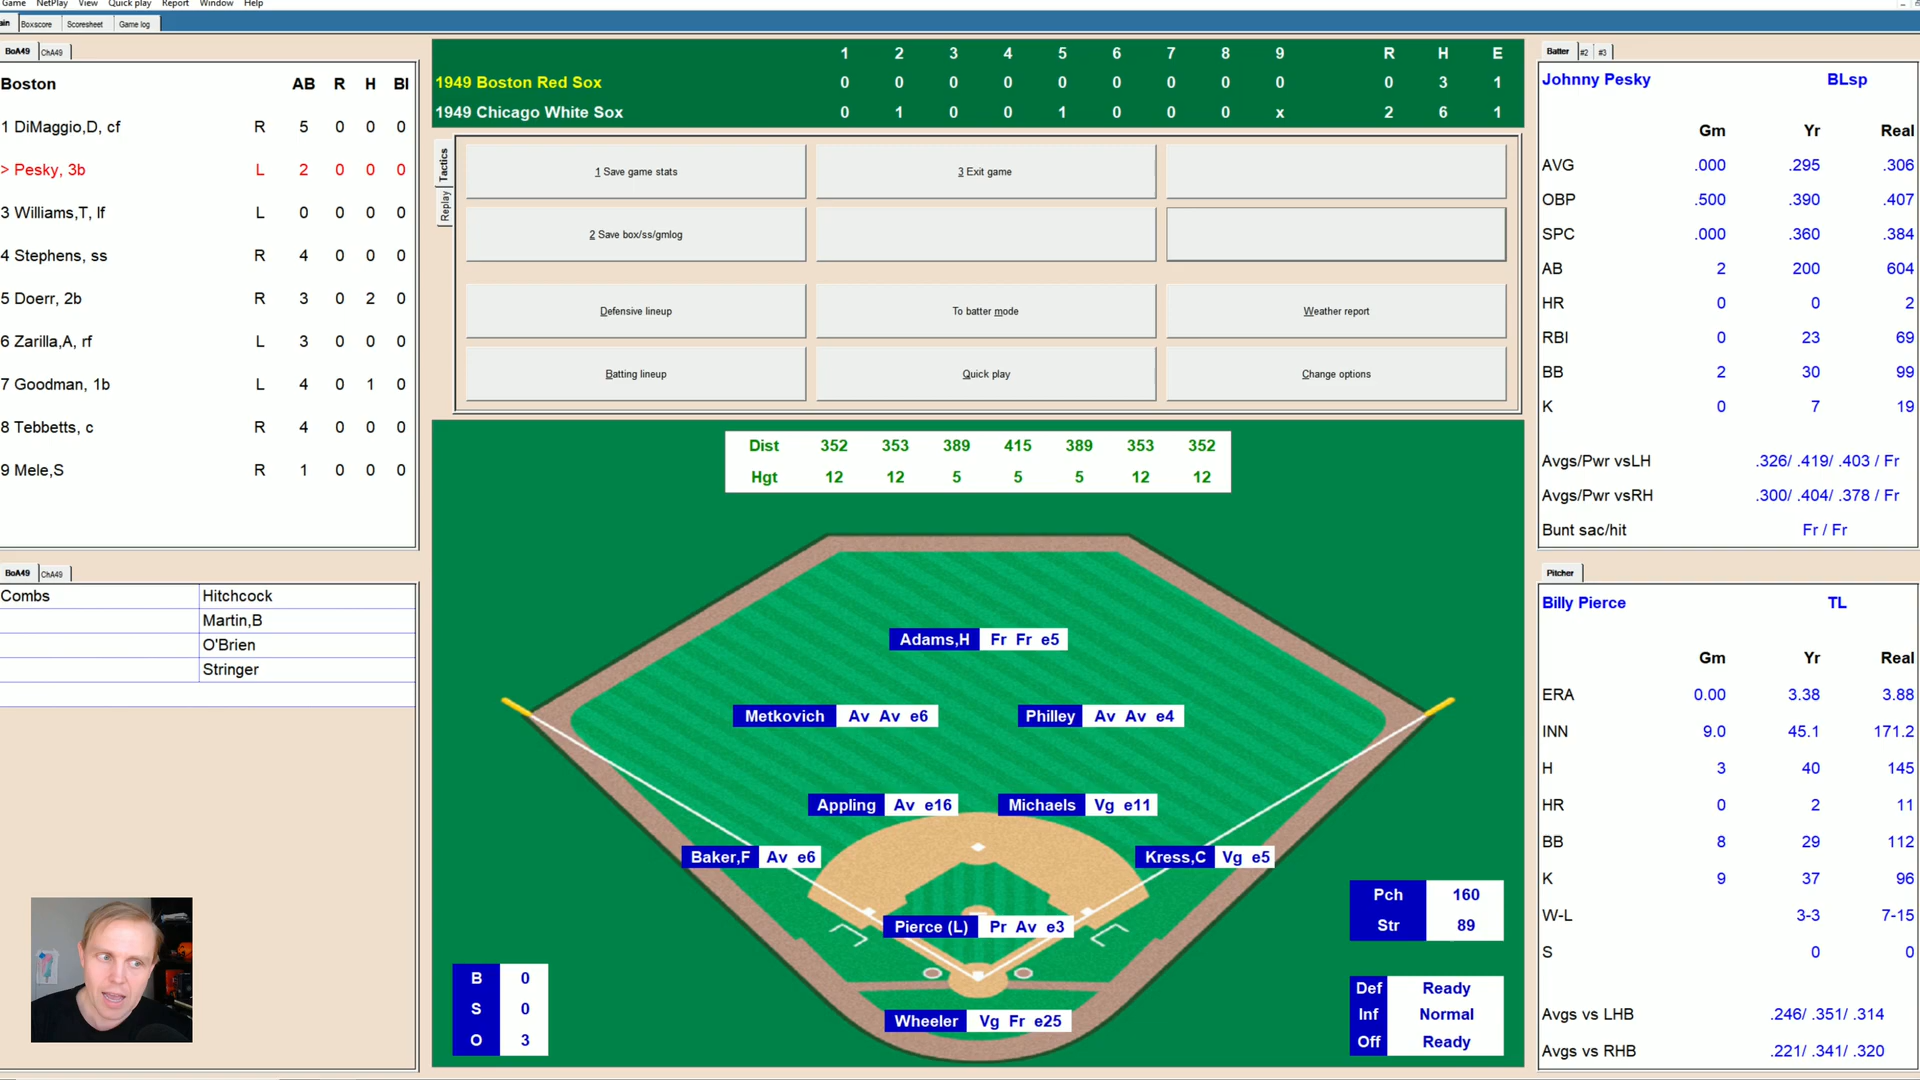 Game NetPlay View Quick play Report Window Help
Boxscore Scoresheet Game log
BoA49 ChA49
Boston AB R H BI
1 DiMaggio,D, cf R 5 0 0 0
> Pesky, 3b L 2 0 0 0
3 Williams,T, lf L 0 0 0 0
4 Stephens, ss R 4 0 0 0
5 Doerr, 2b R 3 0 2 0
6 Zarilla,A, rf L 3 0 0 0
7 Goodman, 1b L 4 0 1 0
8 Tebbetts, c R 4 0 0 0
9 Mele,S R 1 0 0 0
BoA49 ChA49
Combs Hitchcock
Martin,B
O'Brien
Stringer
1 2 3 4 5 6 7 8 9 R H E
1949 Boston Red Sox 0 0 0 0 0 0 0 0 0 0 3 1
1949 Chicago White Sox 0 1 0 0 1 0 0 0 x 2 6 1
Tactics
Replay
1 Save game stats 3 Exit game
2 Save box/ss/gmlog
Defensive lineup To batter mode Weather report
Batting lineup Quick play Change options
Dist 352 353 389 415 389 353 352
Hgt 12 12 5 5 5 12 12
Adams,H Fr Fr e5
Metkovich Av Av e6 Philley Av Av e4
Appling Av e16 Michaels Vg e11
Baker,F Av e6 Kress,C Vg e5
Pierce (L) Pr Av e3
Wheeler Vg Fr e25
B 0
S 0
O 3
Pch 160
Str 89
Def Ready
Inf Normal
Off Ready
Batter #2 #3
Johnny Pesky BLsp
Gm Yr Real
AVG .000 .295 .306
OBP .500 .390 .407
SPC .000 .360 .384
AB 2 200 604
HR 0 0 2
RBI 0 23 69
BB 2 30 99
K 0 7 19
Avgs/Pwr vsLH .326/ .419/ .403 / Fr
Avgs/Pwr vsRH .300/ .404/ .378 / Fr
Bunt sac/hit Fr / Fr
Pitcher
Billy Pierce TL
Gm Yr Real
ERA 0.00 3.38 3.88
INN 9.0 45.1 171.2
H 3 40 145
HR 0 2 11
BB 8 29 112
K 9 37 96
W-L 3-3 7-15
S 0 0
Avgs vs LHB .246/ .351/ .314
Avgs vs RHB .221/ .341/ .320